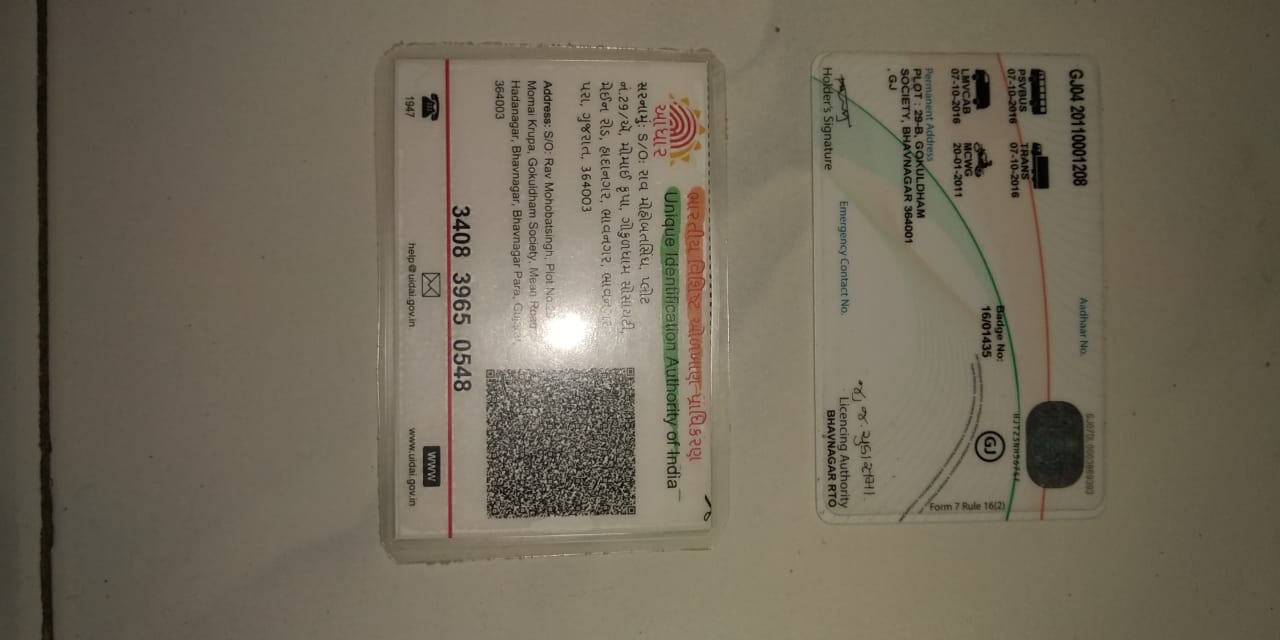 આધાર
ભારતીય વિશિષ્ટ ઓળખાણ પ્રાધિકરણ
Unique Identification Authority of India
સરનામું: S/O: રાવ મોહોબતસિંઘ, પ્લોટ
નં.29/એ, મોમાઈ કૃપા, ગોકુળધામ સોસાયટી,
મેઈન રોડ, હાદાનગર, ભાવનગર,
પરા, ગુજરાત, 364003
Address: S/O: Rav Mohobatsingh, Plot No.
Momai Krupa, Gokuldham Society, Mean Road,
Hadanagar, Bhavnagar, Bhavnagar Para, Gujarat,
364003
3408 3965 0548
1947
help@uidai.gov.in
WWW
www.uidai.gov.in
GJ04 20110001208
Aadhaar No.
PSVBUS
07-10-2016
TRANS
07-10-2016
LMVCAB
07-10-2016
MCWG
20-01-2011
Badge No:
16/01435
GJ
Permanent Address
PLOT : 29-B, GOKULDHAM
SOCIETY, BHAVNAGAR 364001
, GJ
Emergency Contact No.
Holder's Signature
Licencing Authority
BHAVNAGAR RTO
Form 7 Rule 16(2)